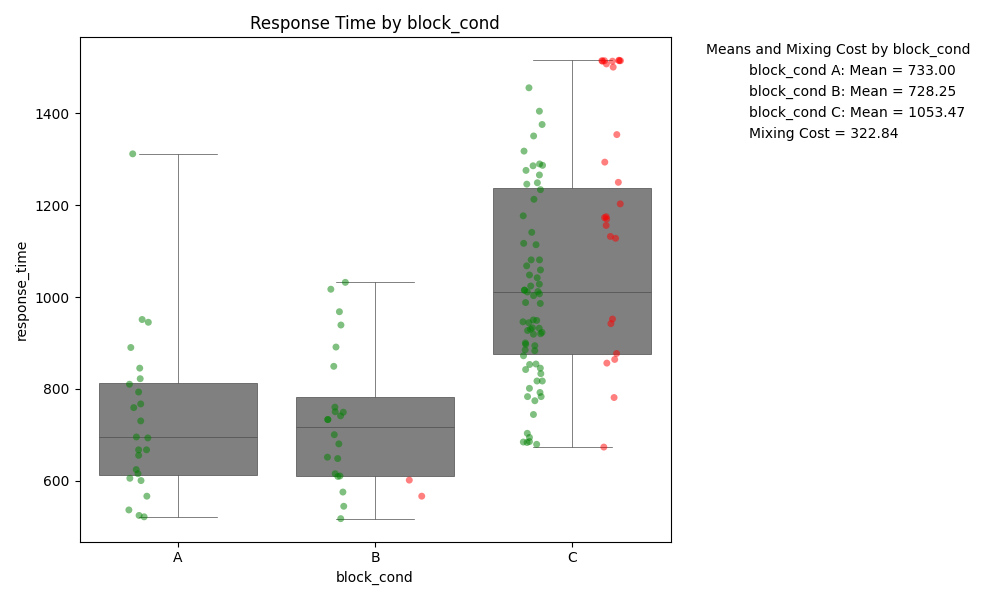 Response Time by block_cond
Means and Mixing Cost by block_cond
block_cond A: Mean = 733.00
block_cond B: Mean = 728.25
block_cond C: Mean = 1053.47
Mixing Cost = 322.84
response_time
1400
1200
1000
800
600
A
B
C
block_cond